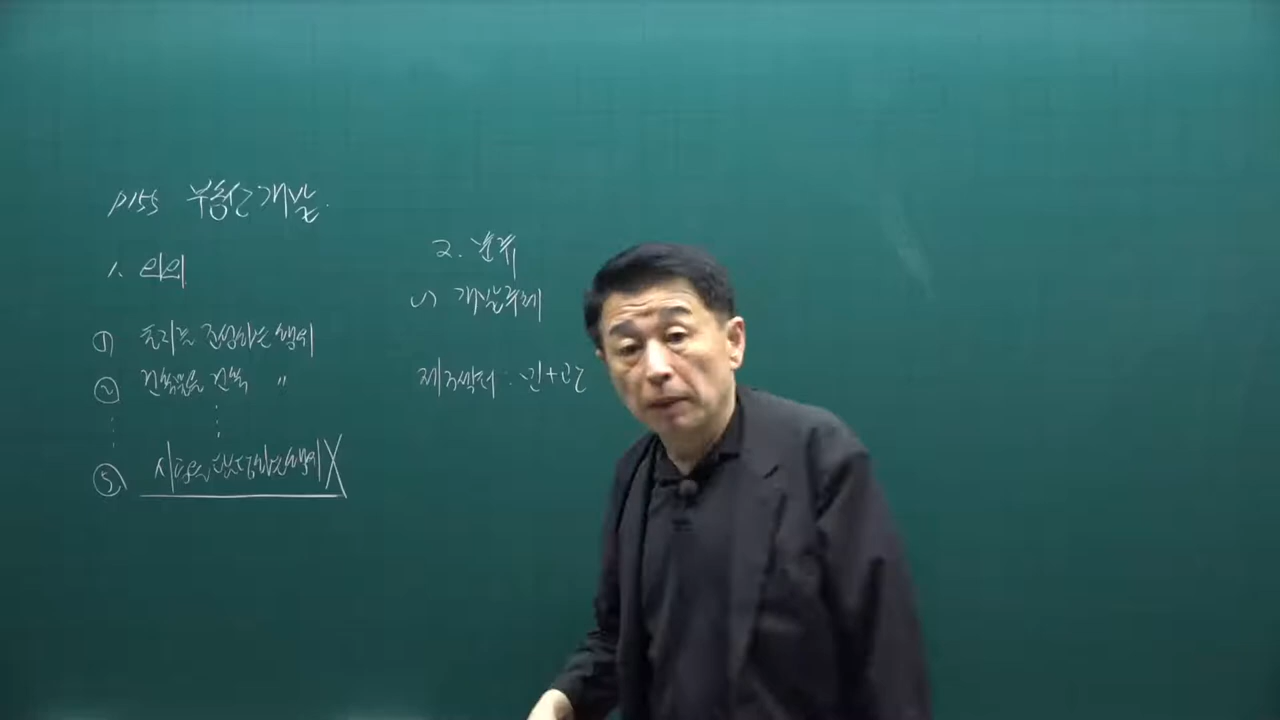 P155 부동산개발.
1. 의의
① 토지를 조성하는 행위
② 건축물을 건축 〃
⋮ ⋮
⑤ 시공을 담당하는 행위 X
2. 분류
1) 개발주체
제3섹터 : 민+관